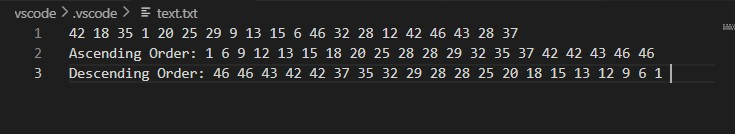 vscode > .vscode > text.txt
1 42 18 35 1 20 25 29 9 13 15 6 46 32 28 12 42 46 43 28 37
2 Ascending Order: 1 6 9 12 13 15 18 20 25 28 28 29 32 35 37 42 42 43 46 46
3 Descending Order: 46 46 43 42 42 37 35 32 29 28 28 25 20 18 15 13 12 9 6 1